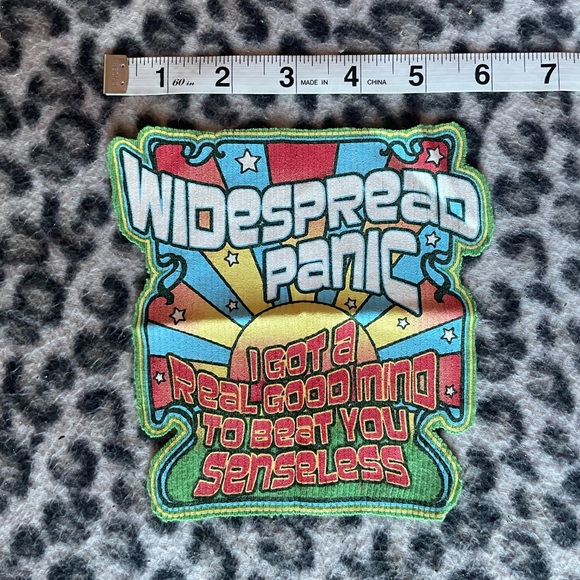 1 60 in 2 3 MADE IN 4 CHINA 5 6 7
WIDESPREAD
PANIC
I GOT A
REAL GOOD MIND
TO BEAT YOU
SENSELESS